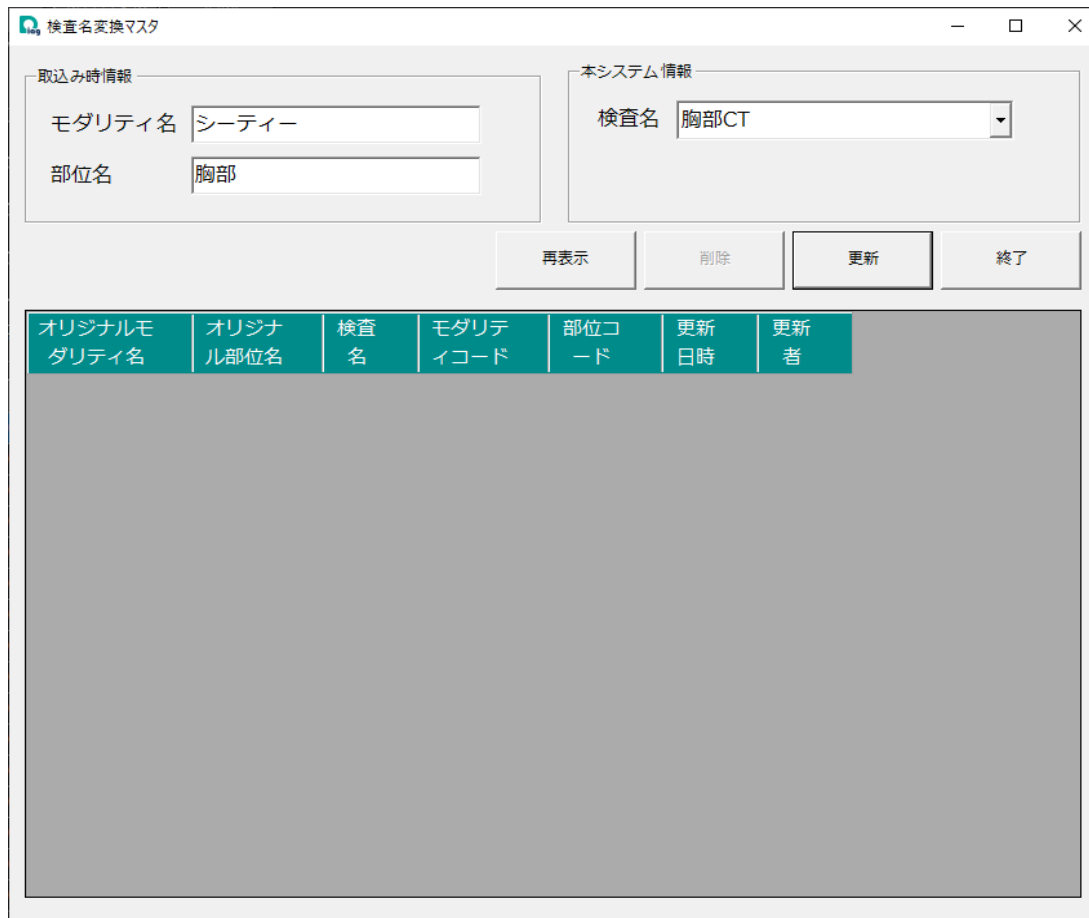 検査名変換マスタ
取込み時情報
モダリティ名 シーティー
部位名 胸部
本システム情報
検査名 胸部CT
再表示 削除 更新 終了
オリジナルモ オリジナ 検査 モダリテ 部位コ 更新 更新
ダリティ名 ル部位名 名 ィコード ード 日時 者